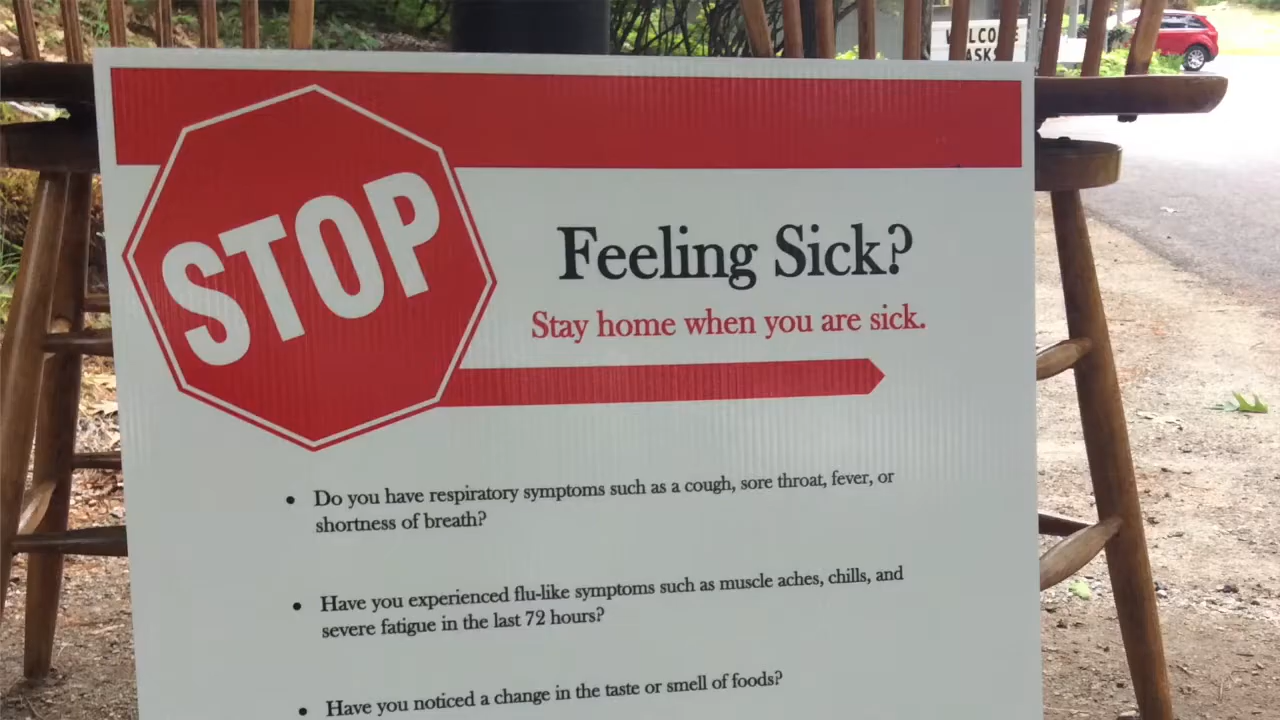 WELCOME
MASKS
STOP
Feeling Sick?
Stay home when you are sick.
• Do you have respiratory symptoms such as a cough, sore throat, fever, or
shortness of breath?
• Have you experienced flu-like symptoms such as muscle aches, chills, and
severe fatigue in the last 72 hours?
• Have you noticed a change in the taste or smell of foods?